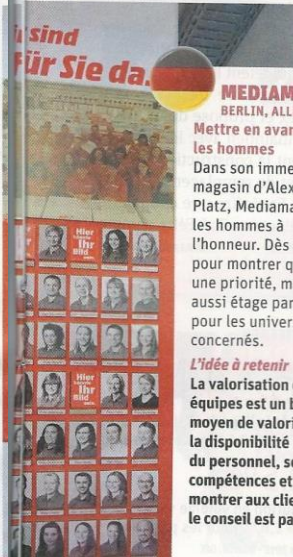 sind
für Sie da.
Hier
Ihr
Bild
Hier
Ihr
Bild
MEDIAM
BERLIN, ALL
Mettre en avan
les hommes
Dans son imme
magasin d'Alex
Platz, Mediama
les hommes à
l'honneur. Dès
pour montrer q
une priorité, m
aussi étage par
pour les univer
concernés.
L'idée à retenir
La valorisation
équipes est un b
moyen de valori
la disponibilité
du personnel, se
compétences et
montrer aux clie
le conseil est pa